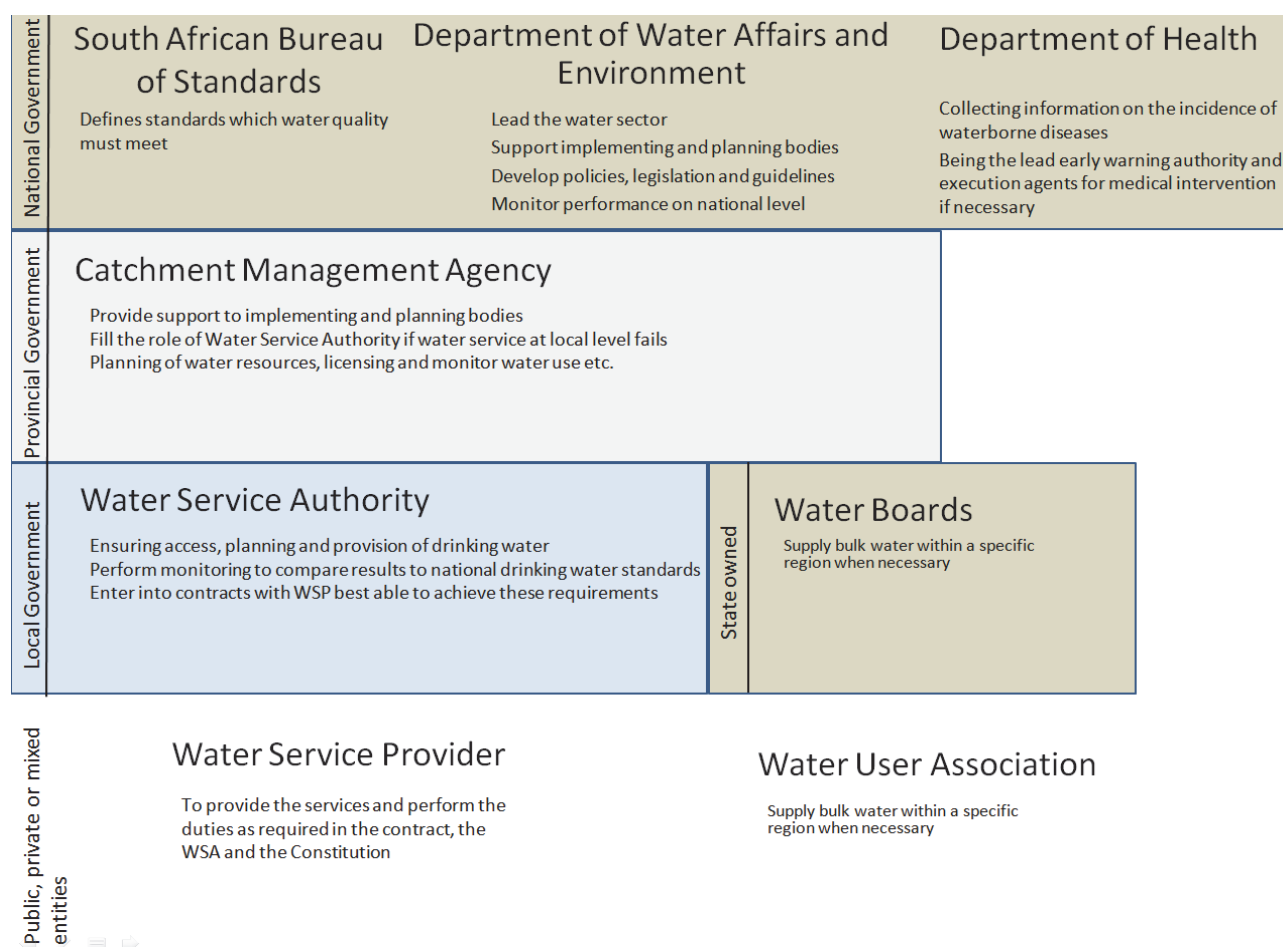 National Government
South African Bureau
of Standards
Defines standards which water quality
must meet
Department of Water Affairs and
Environment
Lead the water sector
Support implementing and planning bodies
Develop policies, legislation and guidelines
Monitor performance on national level
Department of Health
Collecting information on the incidence of
waterborne diseases
Being the lead early warning authority and
execution agents for medical intervention
if necessary
Provincial Government
Catchment Management Agency
Provide support to implementing and planning bodies
Fill the role of Water Service Authority if water service at local level fails
Planning of water resources, licensing and monitor water use etc.
Local Government
Water Service Authority
Ensuring access, planning and provision of drinking water
Perform monitoring to compare results to national drinking water standards
Enter into contracts with WSP best able to achieve these requirements
State owned
Water Boards
Supply bulk water within a specific
region when necessary
Public, private or mixed
entities
Water Service Provider
To provide the services and perform the
duties as required in the contract, the
WSA and the Constitution
Water User Association
Supply bulk water within a specific
region when necessary